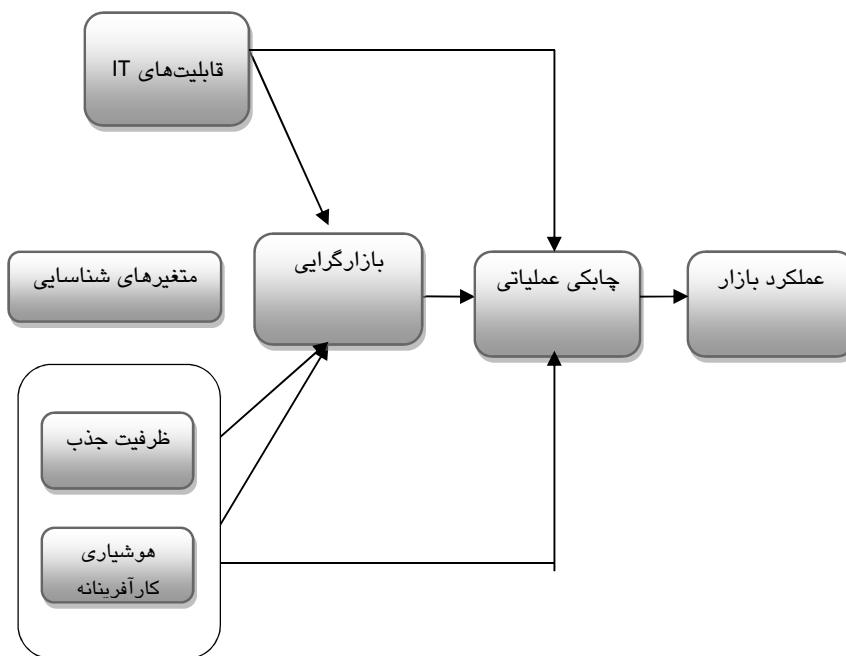 قابلیت‌های IT
بازارگرایی
چابکی عملیاتی
عملکرد بازار
متغیرهای شناسایی
ظرفیت جذب
هوشیاری
کارآفرینانه